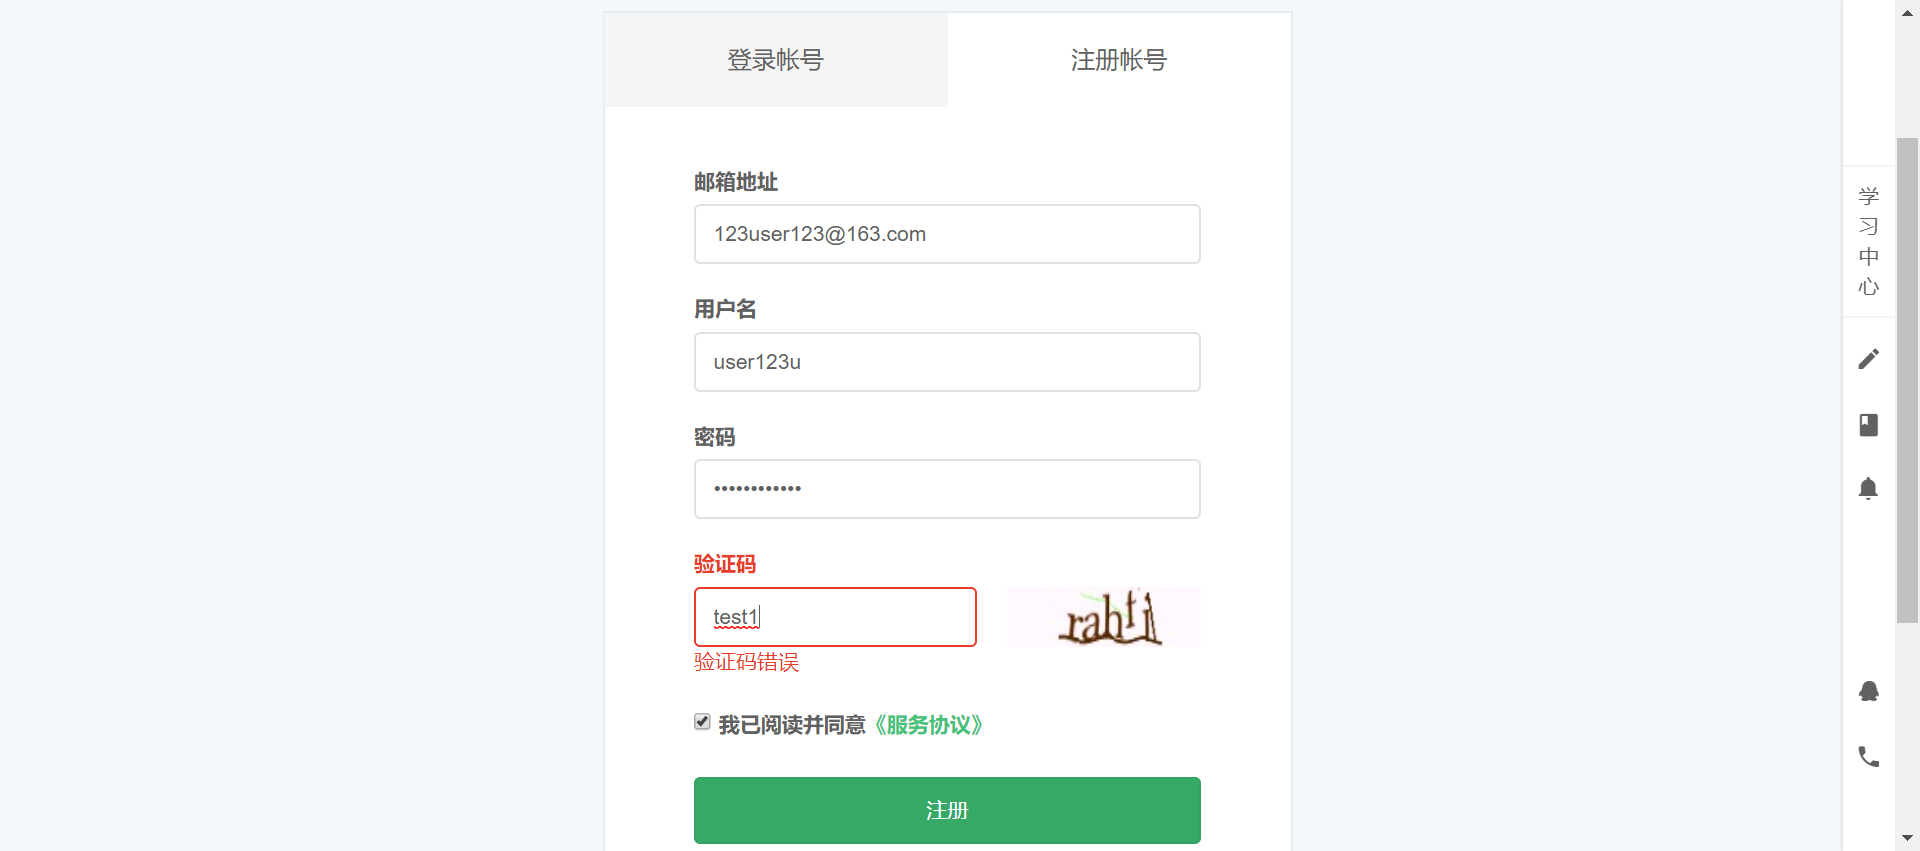 登录帐号
注册帐号
邮箱地址
123user123@163.com
用户名
user123u
密码
••••••••••••
验证码
test1
验证码错误
我已阅读并同意《服务协议》
注册
学
习
中
心